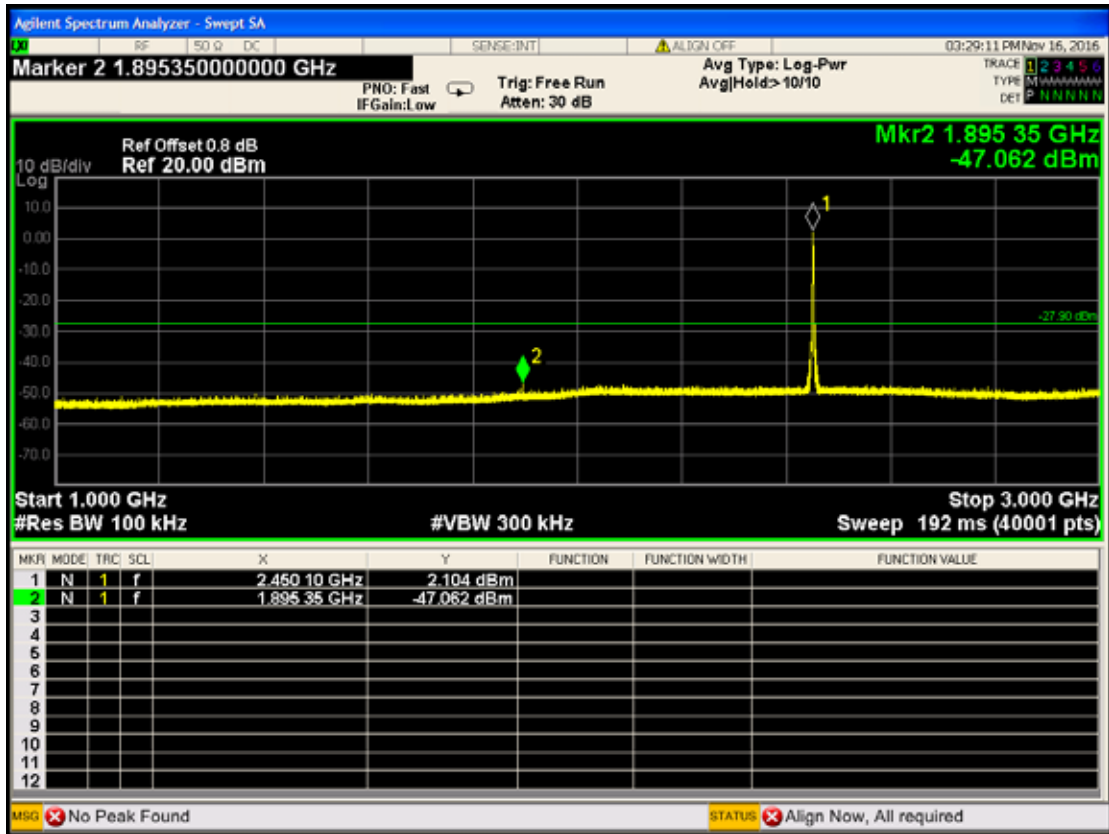 Agilent Spectrum Analyzer - Swept SA
LXI RF 50 Ω DC SENSE:INT ALIGN OFF 03:29:11 PM Nov 16, 2016
Marker 2 1.895350000000 GHz
PNO: Fast
IFGain:Low
Trig: Free Run
Atten: 30 dB
Avg Type: Log-Pwr
Avg|Hold:> 10/10
TRACE 1 2 3 4 5 6
TYPE M WWWWW
DET P N N N N N
Mkr2 1.895 35 GHz
-47.062 dBm
Ref Offset 0.8 dB
10 dB/div Ref 20.00 dBm
Log
10.0
0.00
-10.0
-20.0
-30.0
-40.0
-50.0
-60.0
-70.0
1
-27.90 dBm
2
Start 1.000 GHz Stop 3.000 GHz
#Res BW 100 kHz #VBW 300 kHz Sweep 192 ms (40001 pts)
MKR MODE TRC SCL X Y FUNCTION FUNCTION WIDTH FUNCTION VALUE
1 N 1 f 2.450 10 GHz 2.104 dBm
2 N 1 f 1.895 35 GHz -47.062 dBm
3
4
5
6
7
8
9
10
11
12
MSG No Peak Found STATUS Align Now, All required